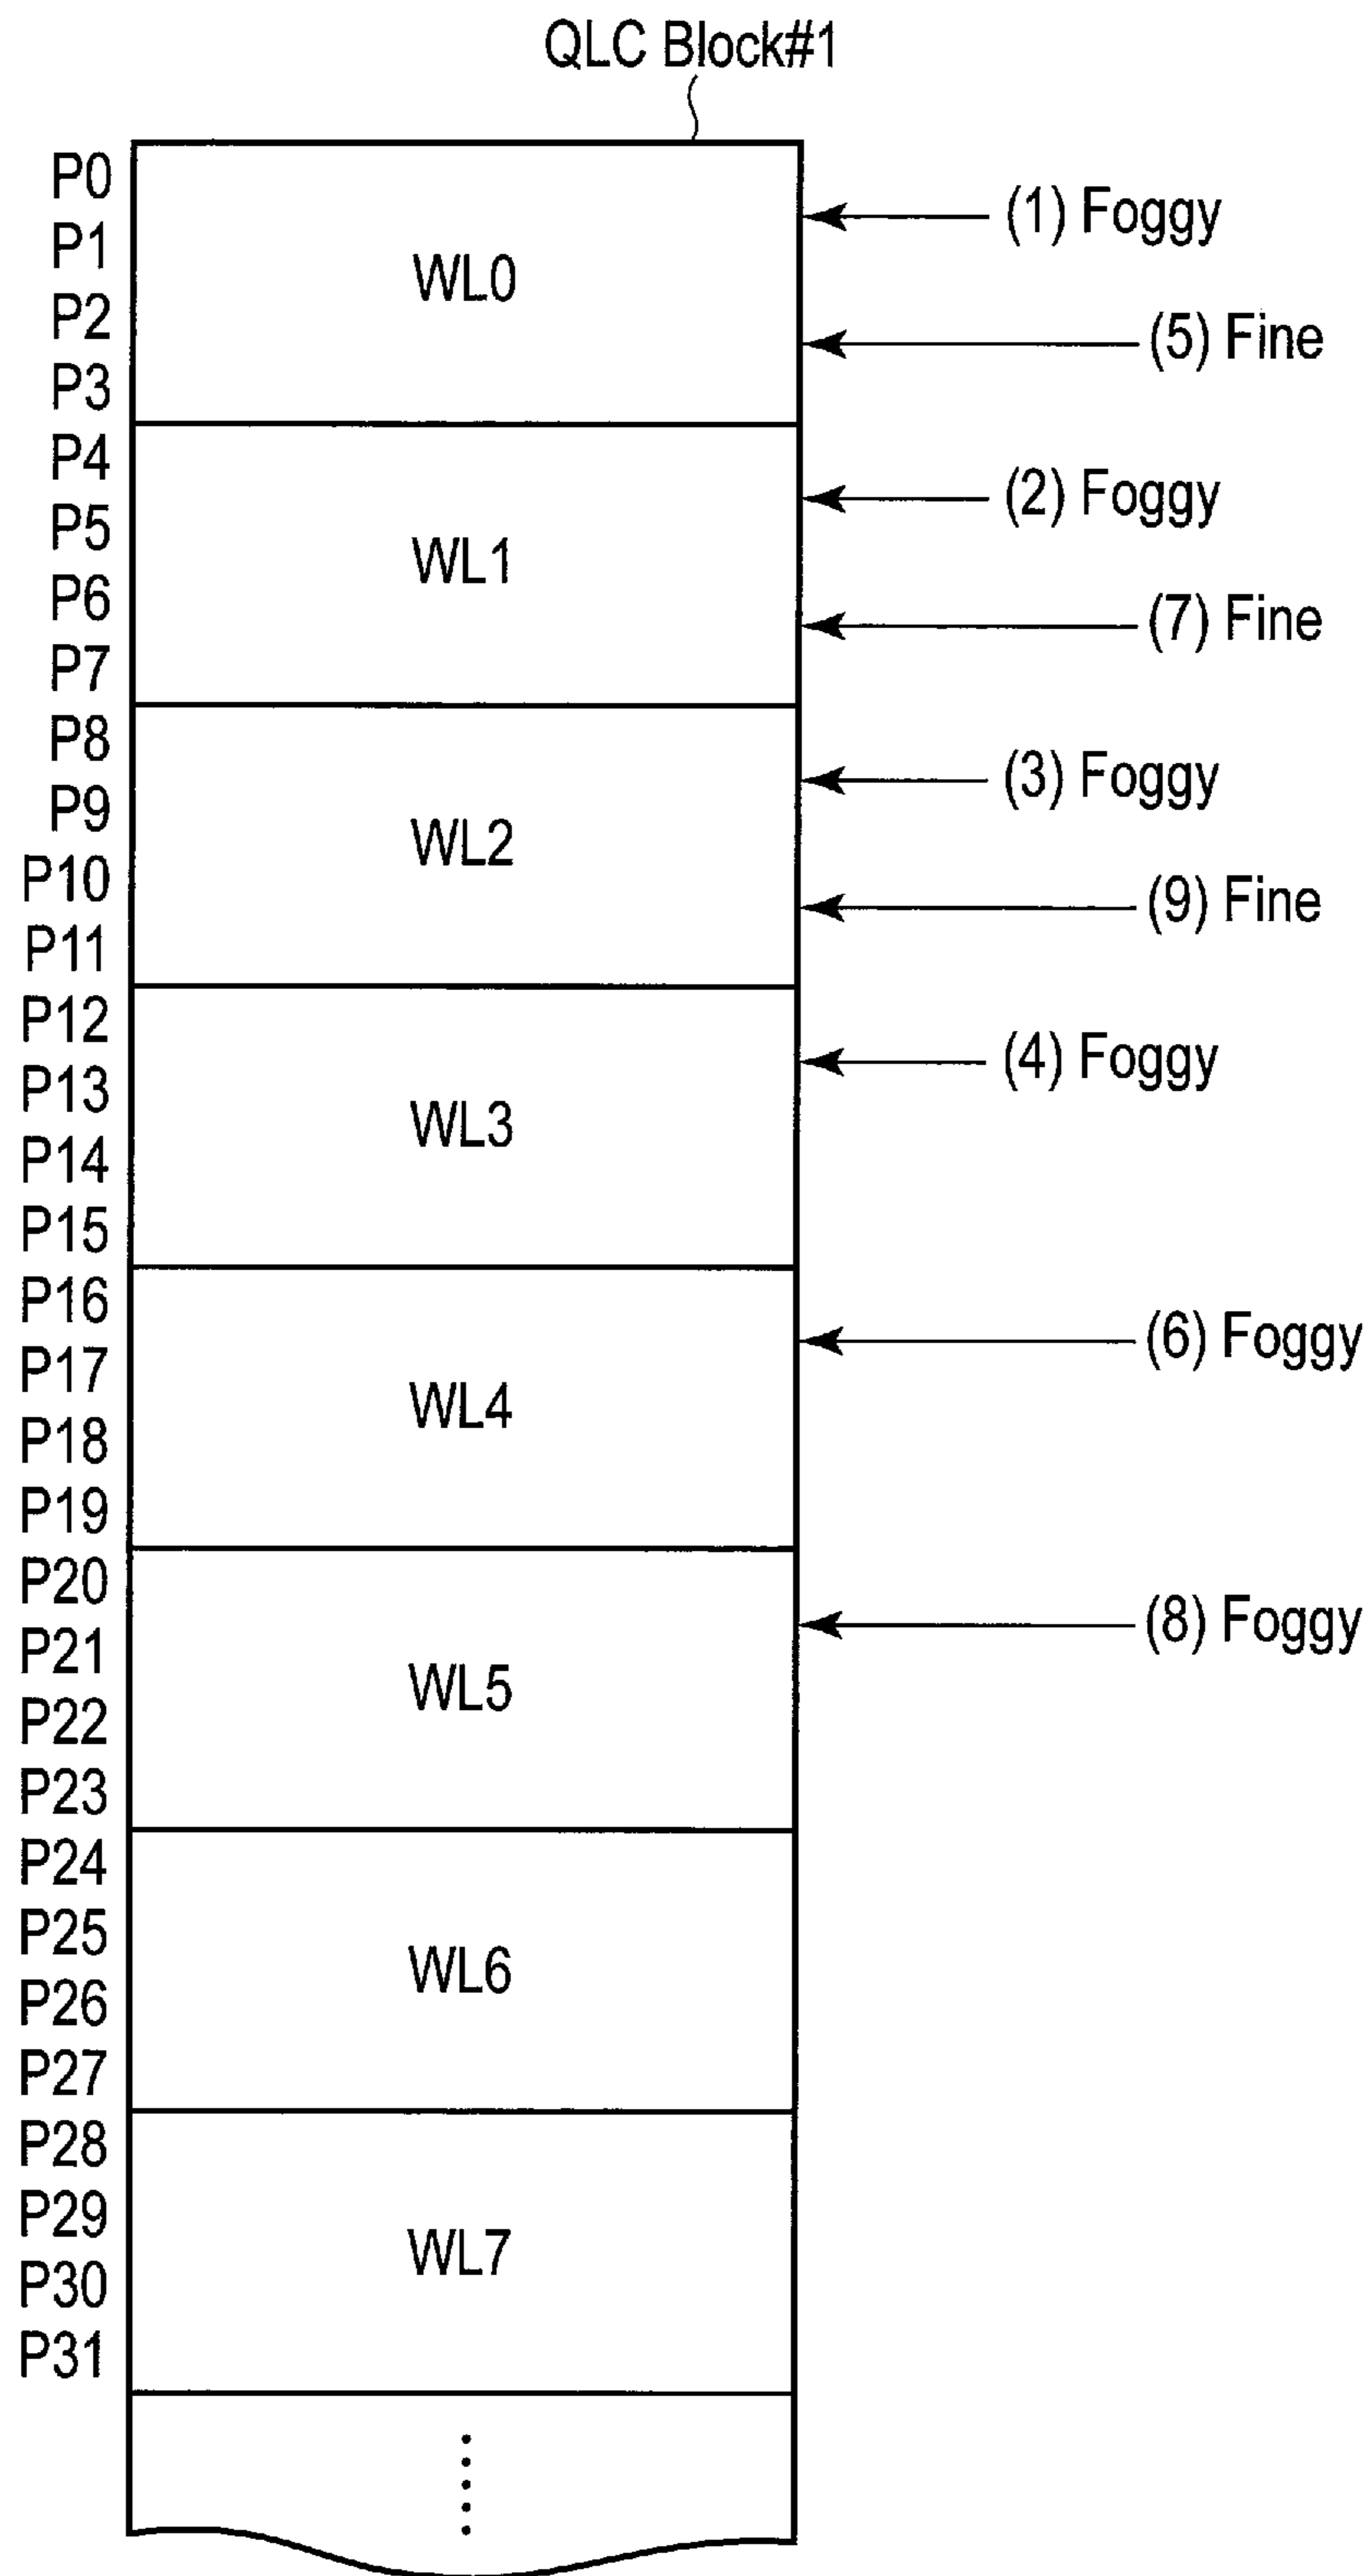 QLC Block#1
P0
(1) Foggy
P1
WL0
P2
(5) Fine
P3
P4
(2) Foggy
P5
WL1
P6
(7) Fine
P7
P8
(3) Foggy
P9
WL2
P10
(9) Fine
P11
P12
(4) Foggy
P13
WL3
P14
P15
P16
(6) Foggy
P17
WL4
P18
P19
P20
(8) Foggy
P21
WL5
P22
P23
P24
P25
WL6
P26
P27
P28
P29
WL7
P30
P31